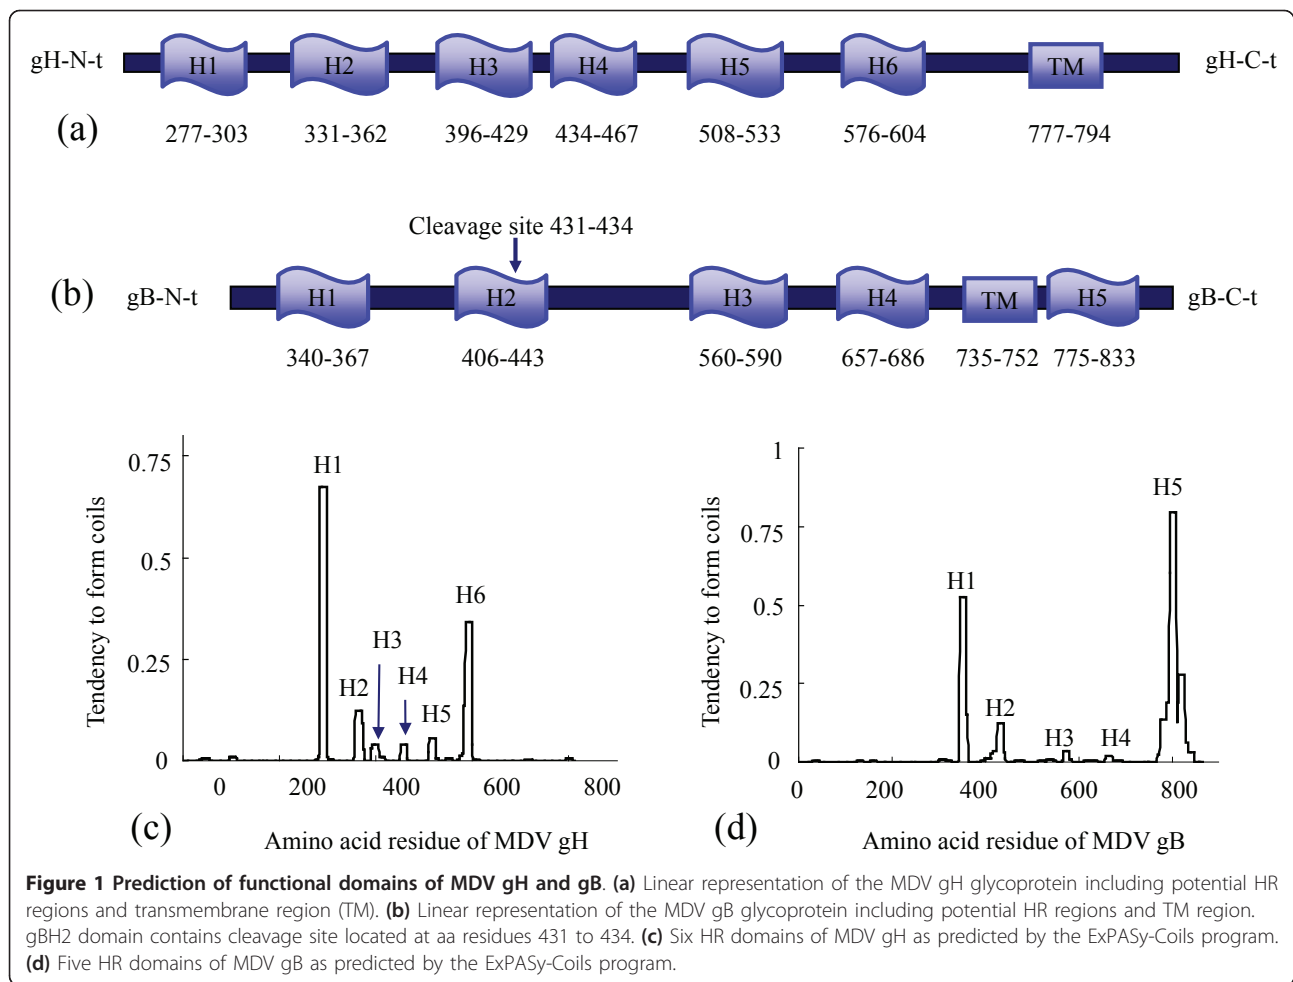 gH-N-t H1 H2 H3 H4 H5 H6 TM gH-C-t
(a) 277-303 331-362 396-429 434-467 508-533 576-604 777-794
Cleavage site 431-434
(b) gB-N-t H1 H2 H3 H4 TM H5 gB-C-t
340-367 406-443 560-590 657-686 735-752 775-833
Tendency to form coils
0.75
0.5
0.25
0
H1
H2
H3
H4
H5
H6
0 200 400 600 800
(c) Amino acid residue of MDV gH
Tendency to form coils
1
0.75
0.5
0.25
0
H1
H2
H3
H4
H5
0 200 400 600 800
(d) Amino acid residue of MDV gB
Figure 1 Prediction of functional domains of MDV gH and gB. (a) Linear representation of the MDV gH glycoprotein including potential HR
regions and transmembrane region (TM). (b) Linear representation of the MDV gB glycoprotein including potential HR regions and TM region.
gBH2 domain contains cleavage site located at aa residues 431 to 434. (c) Six HR domains of MDV gH as predicted by the ExPASy-Coils program.
(d) Five HR domains of MDV gB as predicted by the ExPASy-Coils program.